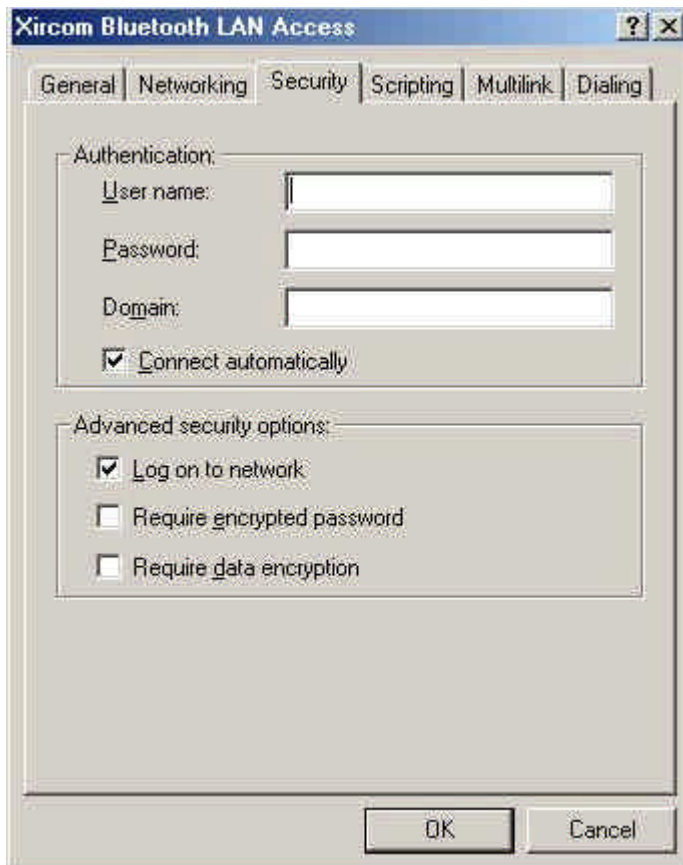 Xircom Bluetooth LAN Access
General Networking Security Scripting Multilink Dialing
Authentication:
User name:
Password:
Domain:
Connect automatically
Advanced security options:
Log on to network
Require encrypted password
Require data encryption
OK Cancel